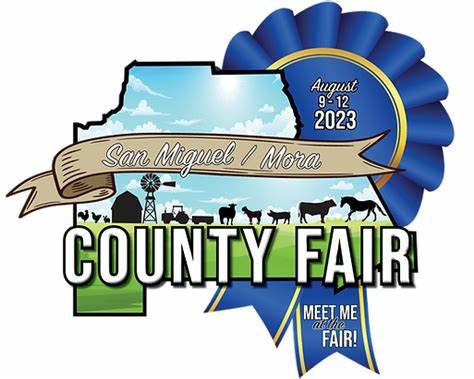 August
9 - 12
2023
San Miguel / Mora
COUNTY FAIR
MEET ME
at the
FAIR!